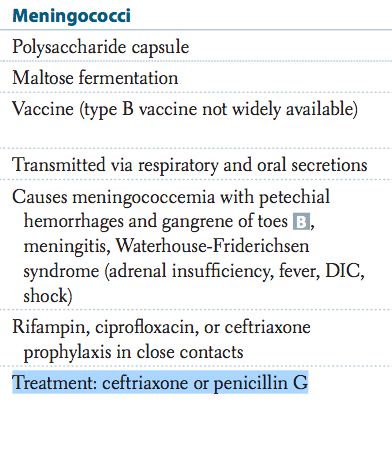 Meningococci
Polysaccharide capsule
Maltose fermentation
Vaccine (type B vaccine not widely available)
Transmitted via respiratory and oral secretions
Causes meningococcemia with petechial
hemorrhages and gangrene of toes B,
meningitis, Waterhouse-Friderichsen
syndrome (adrenal insufficiency, fever, DIC,
shock)
Rifampin, ciprofloxacin, or ceftriaxone
prophylaxis in close contacts
Treatment: ceftriaxone or penicillin G